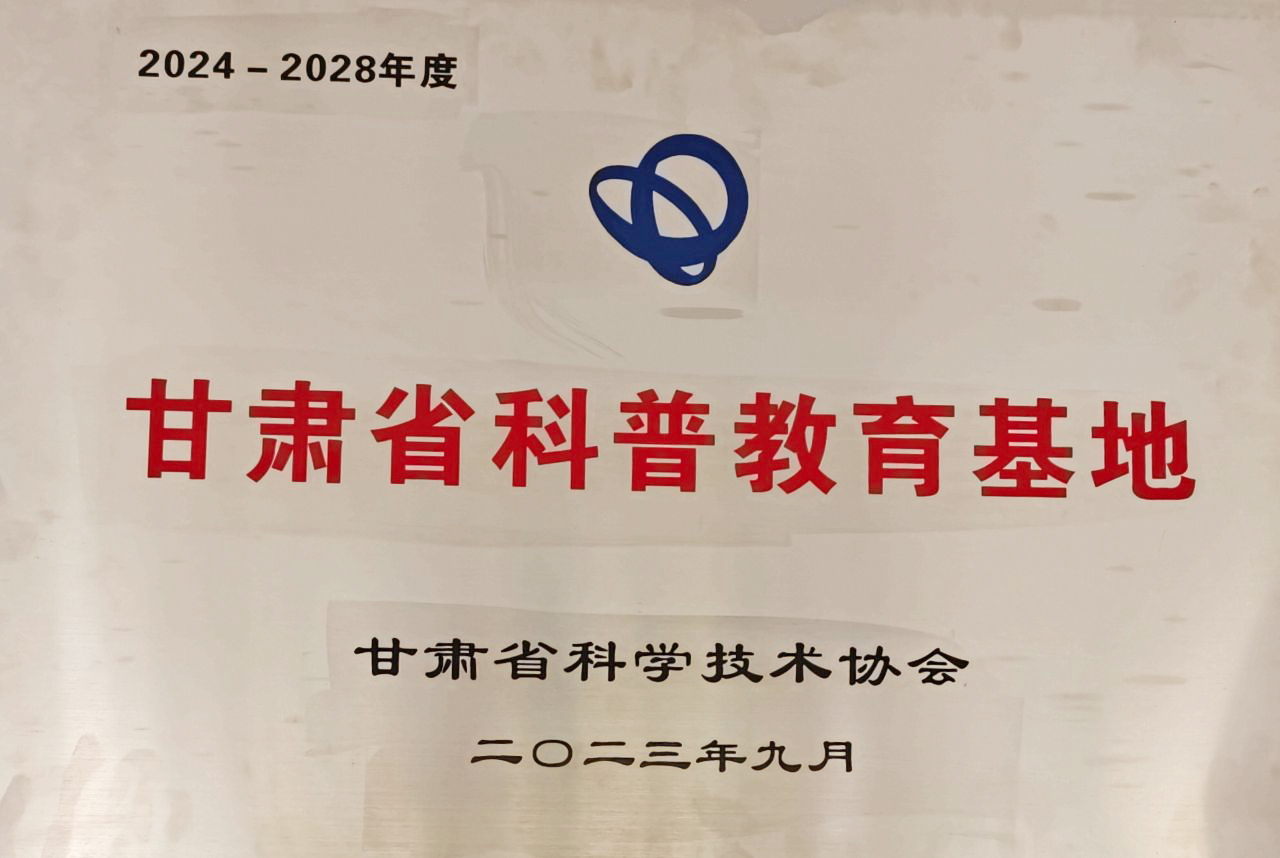 2024－2028年度
甘肃省科普教育基地
甘肃省科学技术协会
二〇二三年九月